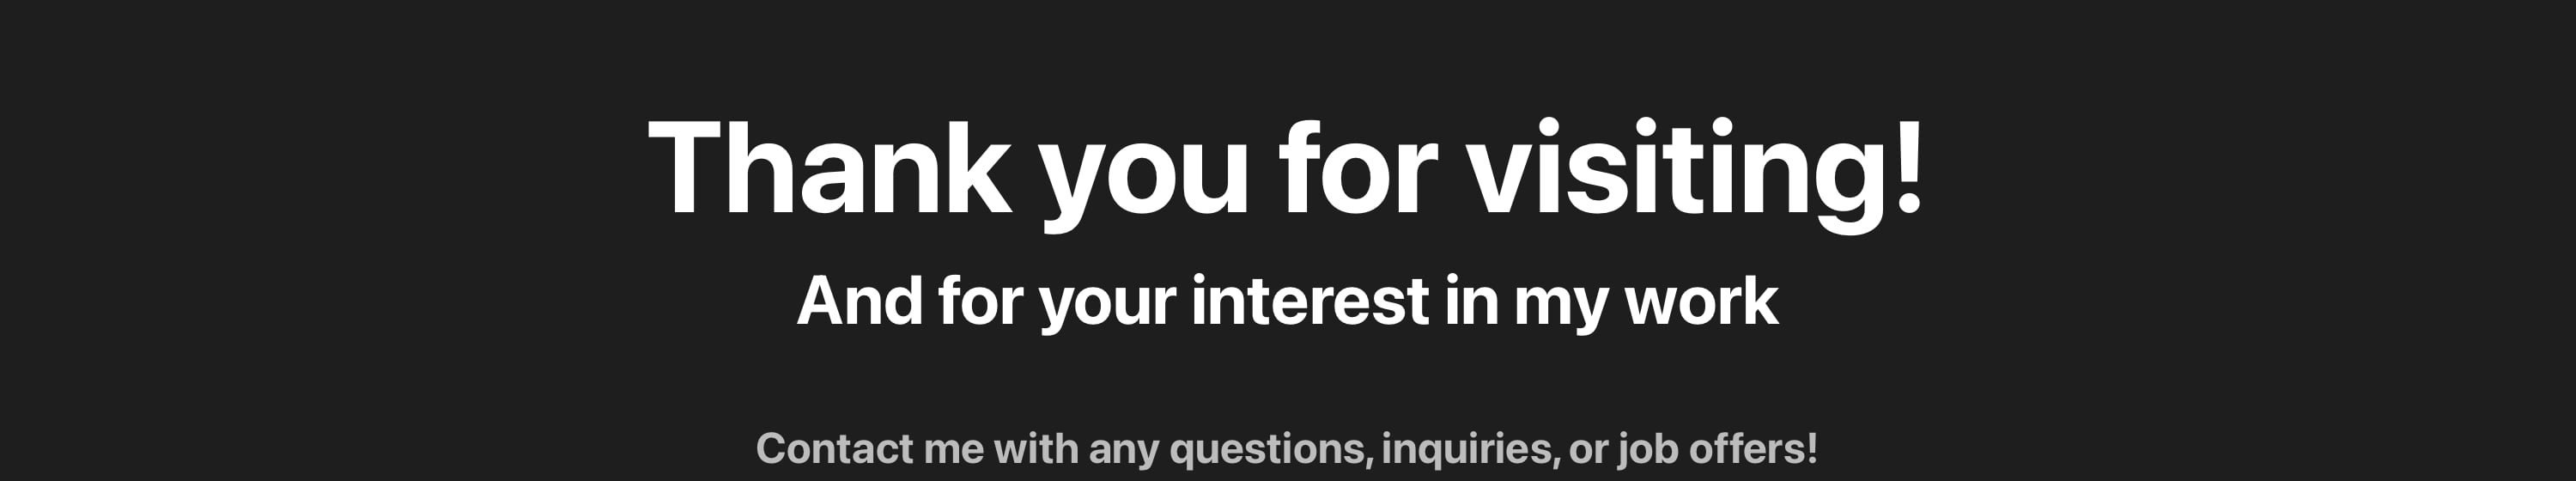 Thank you for visiting!
And for your interest in my work
Contact me with any questions, inquiries, or job offers!